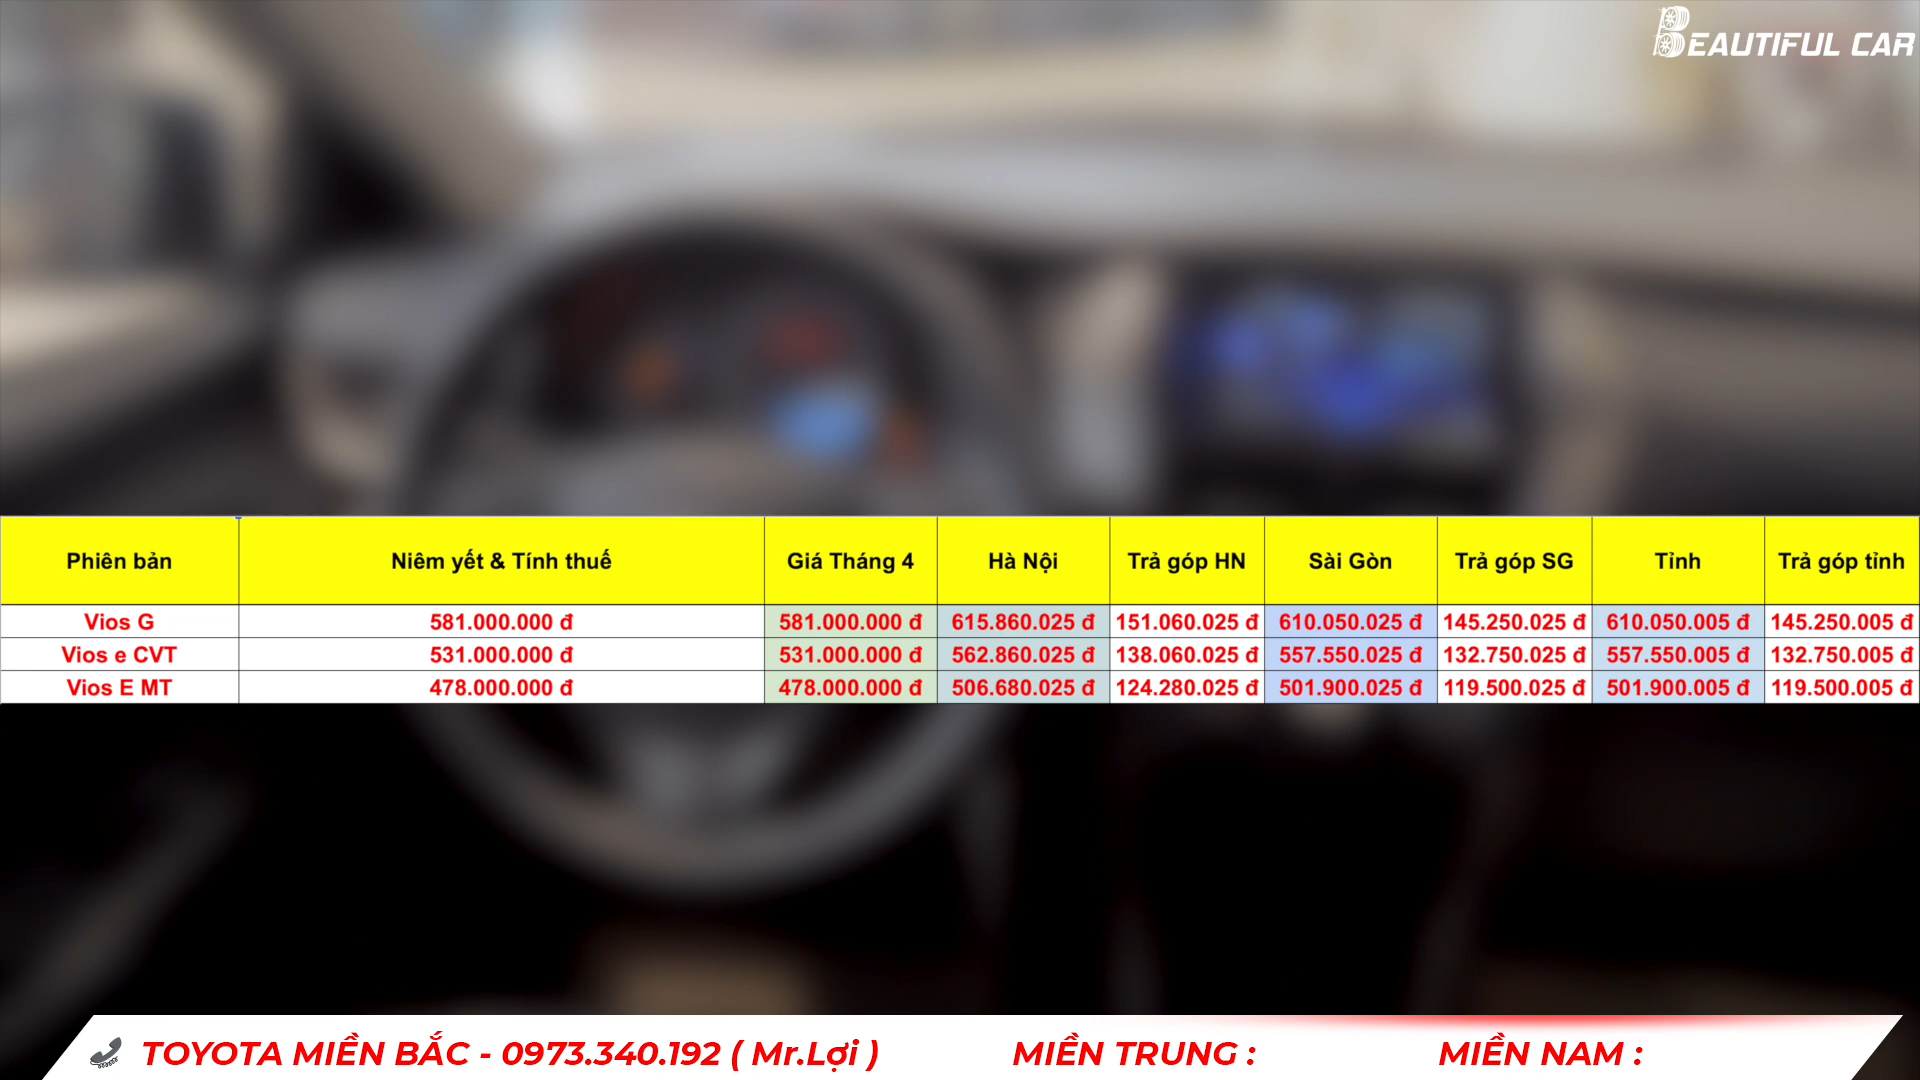 BEAUTIFUL CAR
Phiên bản Niêm yết & Tính thuế Giá Tháng 4 Hà Nội Trả góp HN Sài Gòn Trả góp SG Tỉnh Trả góp tỉnh
Vios G 581.000.000 đ 581.000.000 đ 615.860.025 đ 151.060.025 đ 610.050.025 đ 145.250.025 đ 610.050.005 đ 145.250.005 đ
Vios e CVT 531.000.000 đ 531.000.000 đ 562.860.025 đ 138.060.025 đ 557.550.025 đ 132.750.025 đ 557.550.005 đ 132.750.005 đ
Vios E MT 478.000.000 đ 478.000.000 đ 506.680.025 đ 124.280.025 đ 501.900.025 đ 119.500.025 đ 501.900.005 đ 119.500.005 đ
TOYOTA MIỀN BẮC - 0973.340.192 ( Mr.Lợi ) MIỀN TRUNG : MIỀN NAM :